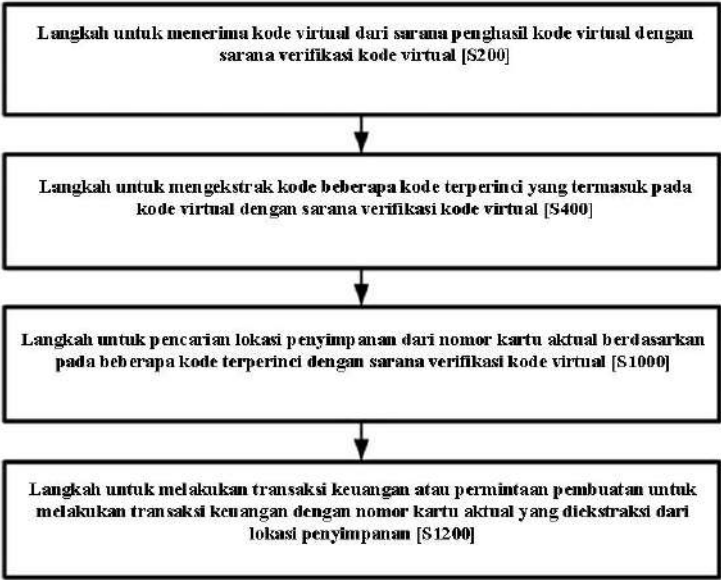 Langkah untuk menerima kode virtual dari sarana penghasil kode virtual dengan
sarana verifikasi kode virtual [S200]
Langkah untuk mengekstrak kode beberapa kode terperinci yang termasuk pada
kode virtual dengan sarana verifikasi kode virtual [S400]
Langkah untuk pencarian lokasi penyimpanan dari nomor kartu aktual berdasarkan
pada beberapa kode terperinci dengan sarana verifikasi kode virtual [S1000]
Langkah untuk melakukan transaksi keuangan atau permintaan pembuatan untuk
melakukan transaksi keuangan dengan nomor kartu aktual yang diekstraksi dari
lokasi penyimpanan [S1200]